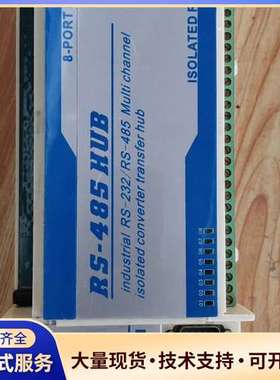 8-PORT
ISOLATED R
RS-485 HUB
industrial RS-232/RS-485 Multi channel
isolated converter transfer hub
齐全
式服务
大量现货·技术支持·可开